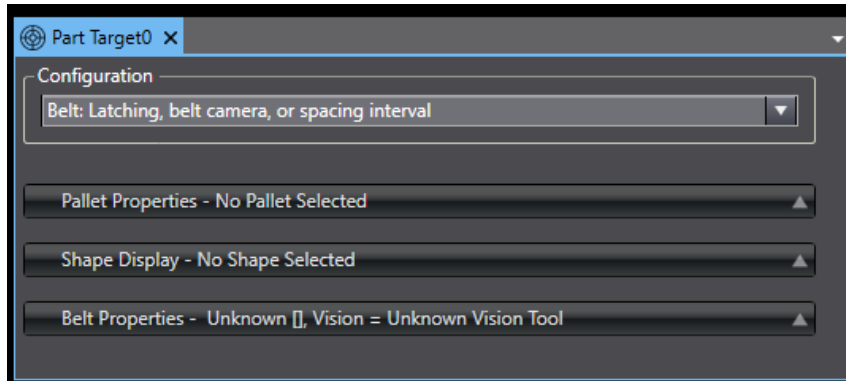 Part Target0
Configuration
Belt: Latching, belt camera, or spacing interval
Pallet Properties - No Pallet Selected
Shape Display - No Shape Selected
Belt Properties -  Unknown [], Vision = Unknown Vision Tool